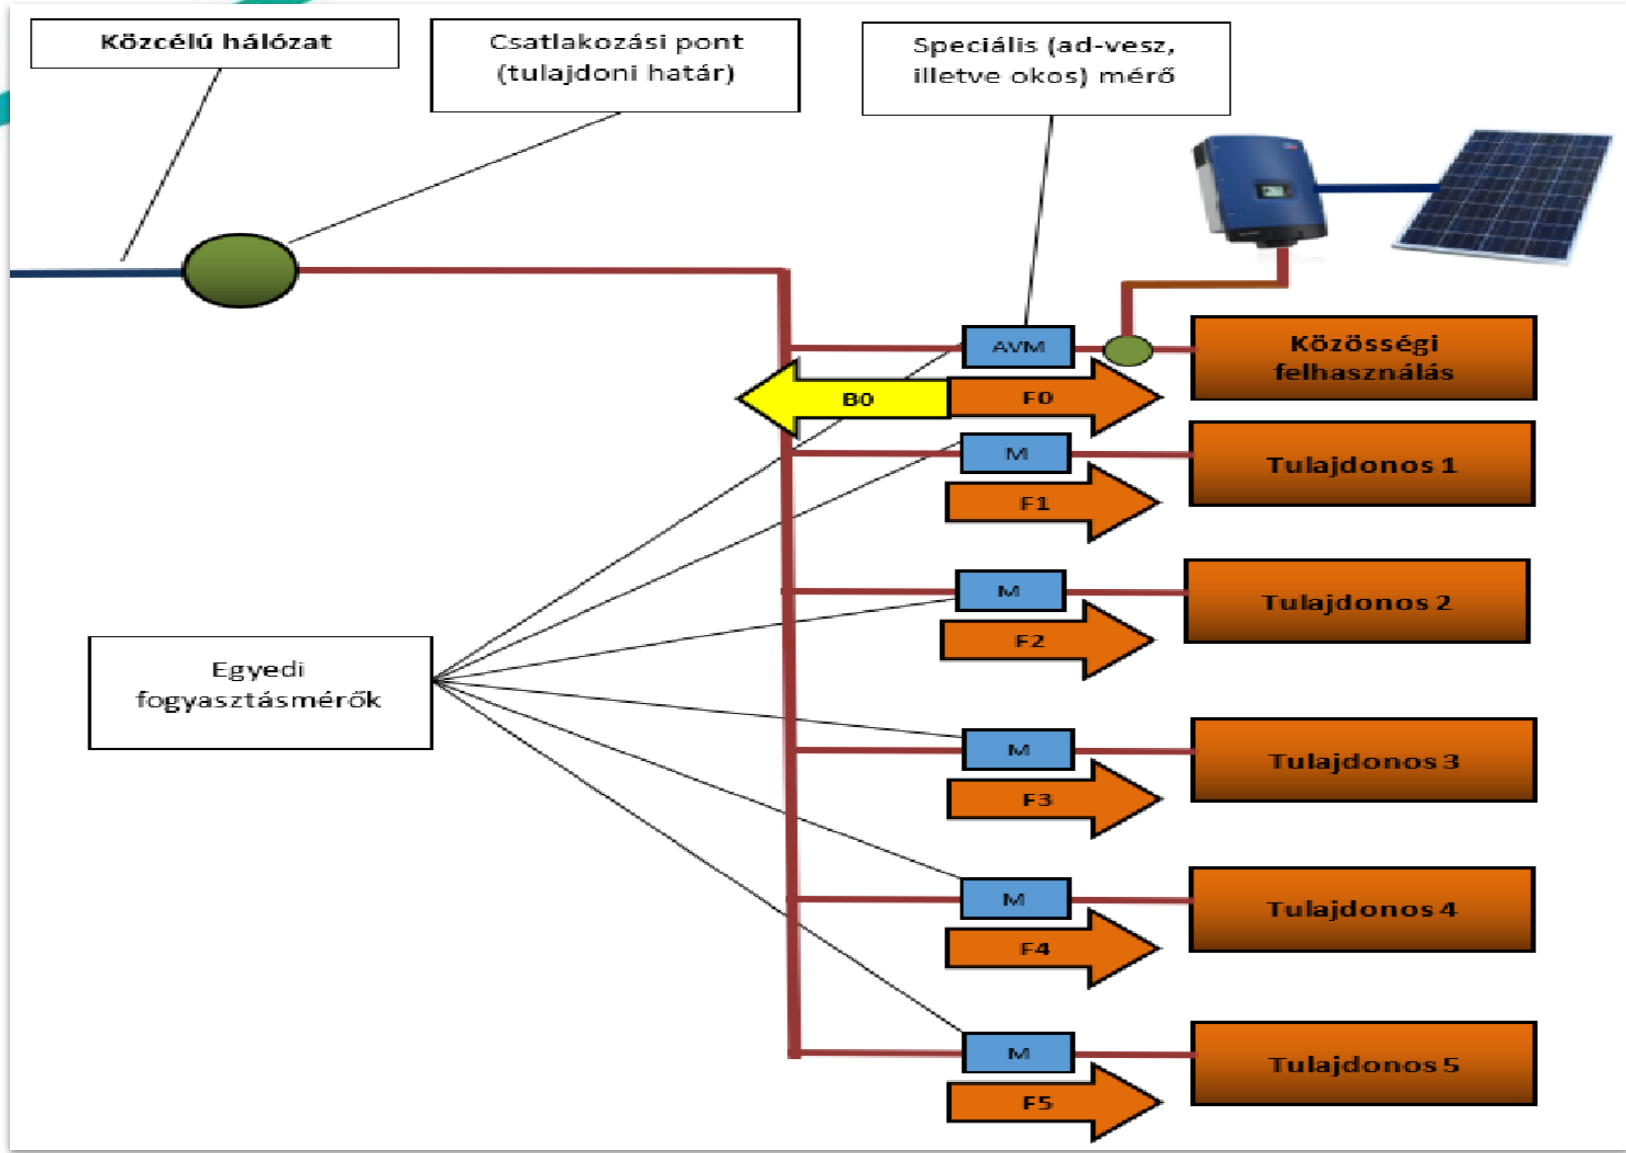 Közcélú hálózat
Csatlakozási pont
(tulajdoni határ)
Speciális (ad-vesz,
illetve okos) mérő
AVM
Közösségi
felhasználás
B0
F0
M
Tulajdonos 1
F1
M
Tulajdonos 2
F2
Egyedi
fogyasztásmérők
M
Tulajdonos 3
F3
M
Tulajdonos 4
F4
M
Tulajdonos 5
F5